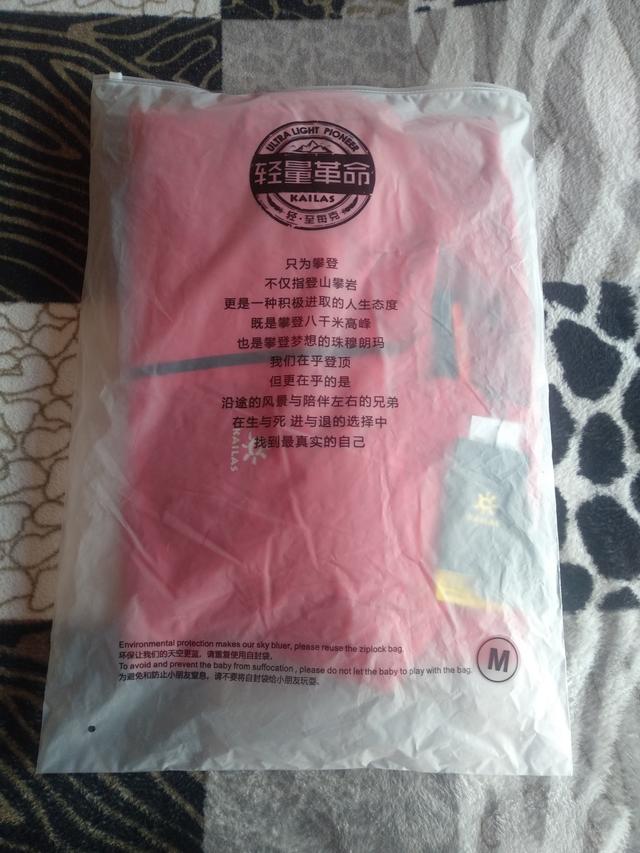 ULTRA LIGHT PIONEER
轻量革命
KAILAS
轻·至每克
只为攀登
不仅指登山攀岩
更是一种积极进取的人生态度
既是攀登八千米高峰
也是攀登梦想的珠穆朗玛
我们在乎登顶
但更在乎的是
沿途的风景与陪伴左右的兄弟
在生与死 进与退的选择中
找到最真实的自己
KAILAS
KAILAS
Environmental protection makes our sky bluer, please reuse the ziplock bag.
环保让我们的天空更蓝，请重复使用自封袋。
To avoid and prevent the baby from suffocation , please do not let the baby to play with the bag.
为避免和防止小朋友窒息，请不要将自封袋给小朋友玩耍。
M